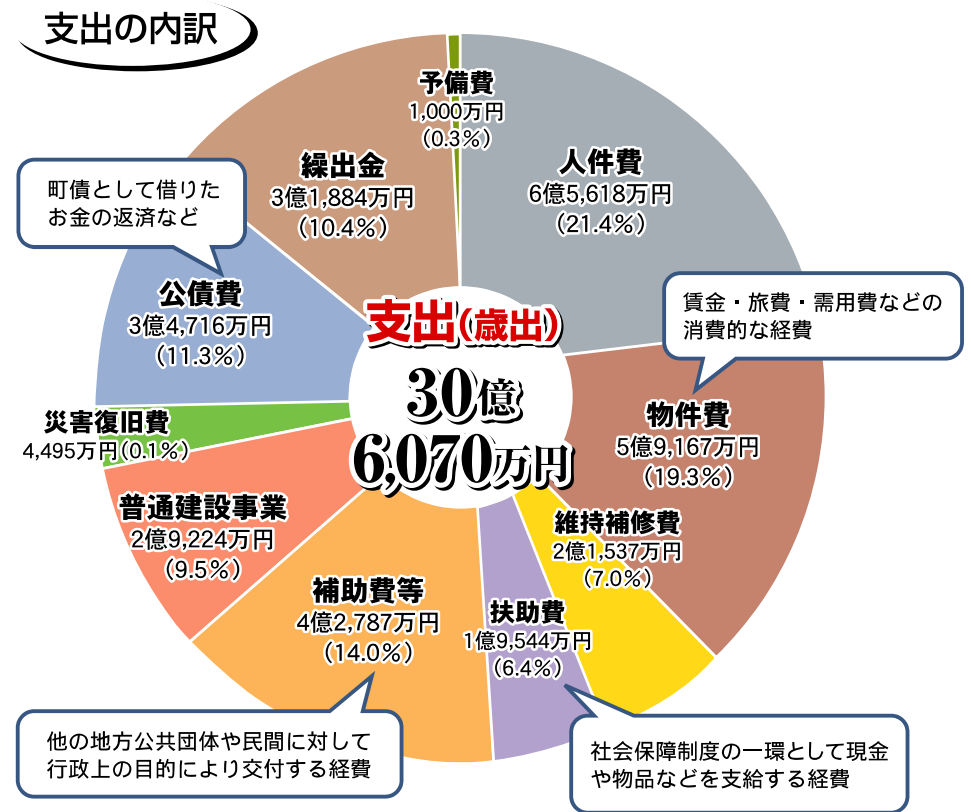 支出の内訳
予備費
1,000万円
(0.3%)
人件費
6億5,618万円
(21.4%)
繰出金
3億1,884万円
(10.4%)
町債として借りた
お金の返済など
公債費
3億4,716万円
(11.3%)
賃金・旅費・需用費などの
消費的な経費
支出(歳出)
30億
6,070万円
物件費
5億9,167万円
(19.3%)
災害復旧費
4,495万円(0.1%)
普通建設事業
2億9,224万円
(9.5%)
維持補修費
2億1,537万円
(7.0%)
補助費等
4億2,787万円
(14.0%)
扶助費
1億9,544万円
(6.4%)
他の地方公共団体や民間に対して
行政上の目的により交付する経費
社会保障制度の一環として現金
や物品などを支給する経費